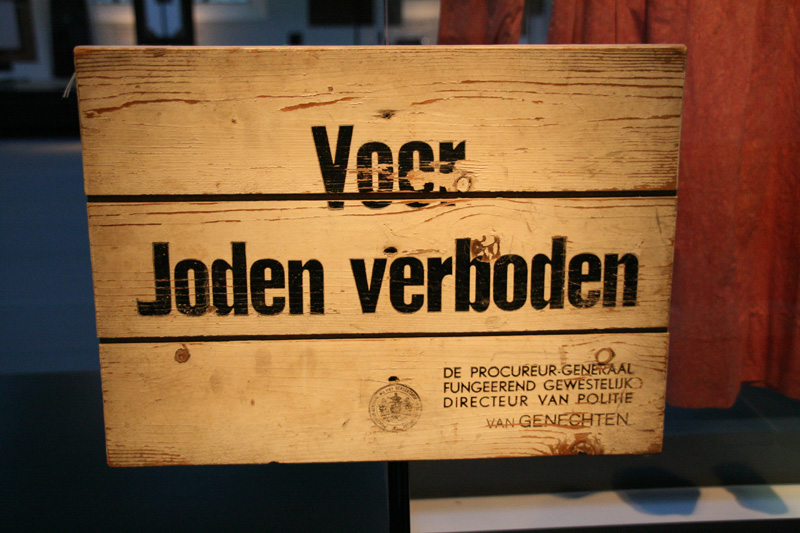 Voor
Joden verboden
DE PROCUREUR-GENERAAL
FUNGEEREND GEWESTELIJK
DIRECTEUR VAN POLITIE
VAN GENECHTEN